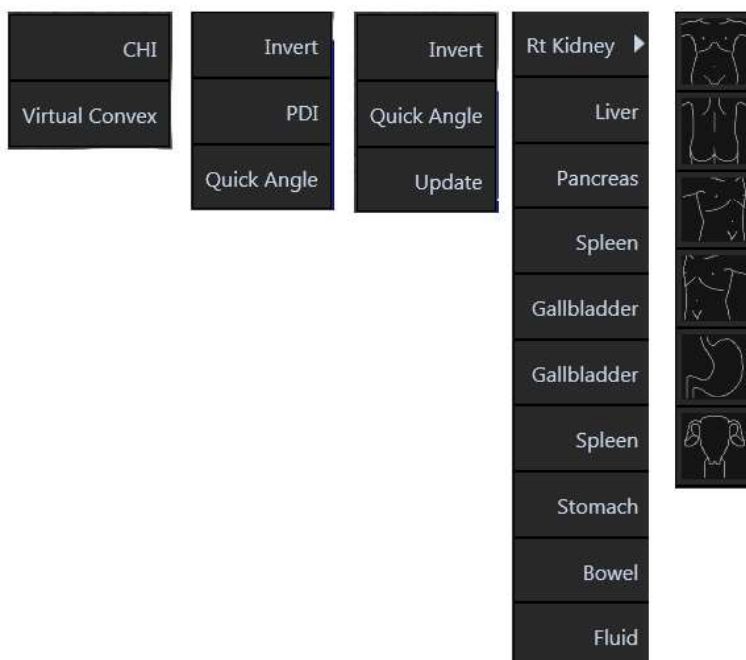 CHI
Virtual Convex
Invert
PDI
Quick Angle
Invert
Quick Angle
Update
Rt Kidney
Liver
Pancreas
Spleen
Gallbladder
Gallbladder
Spleen
Stomach
Bowel
Fluid